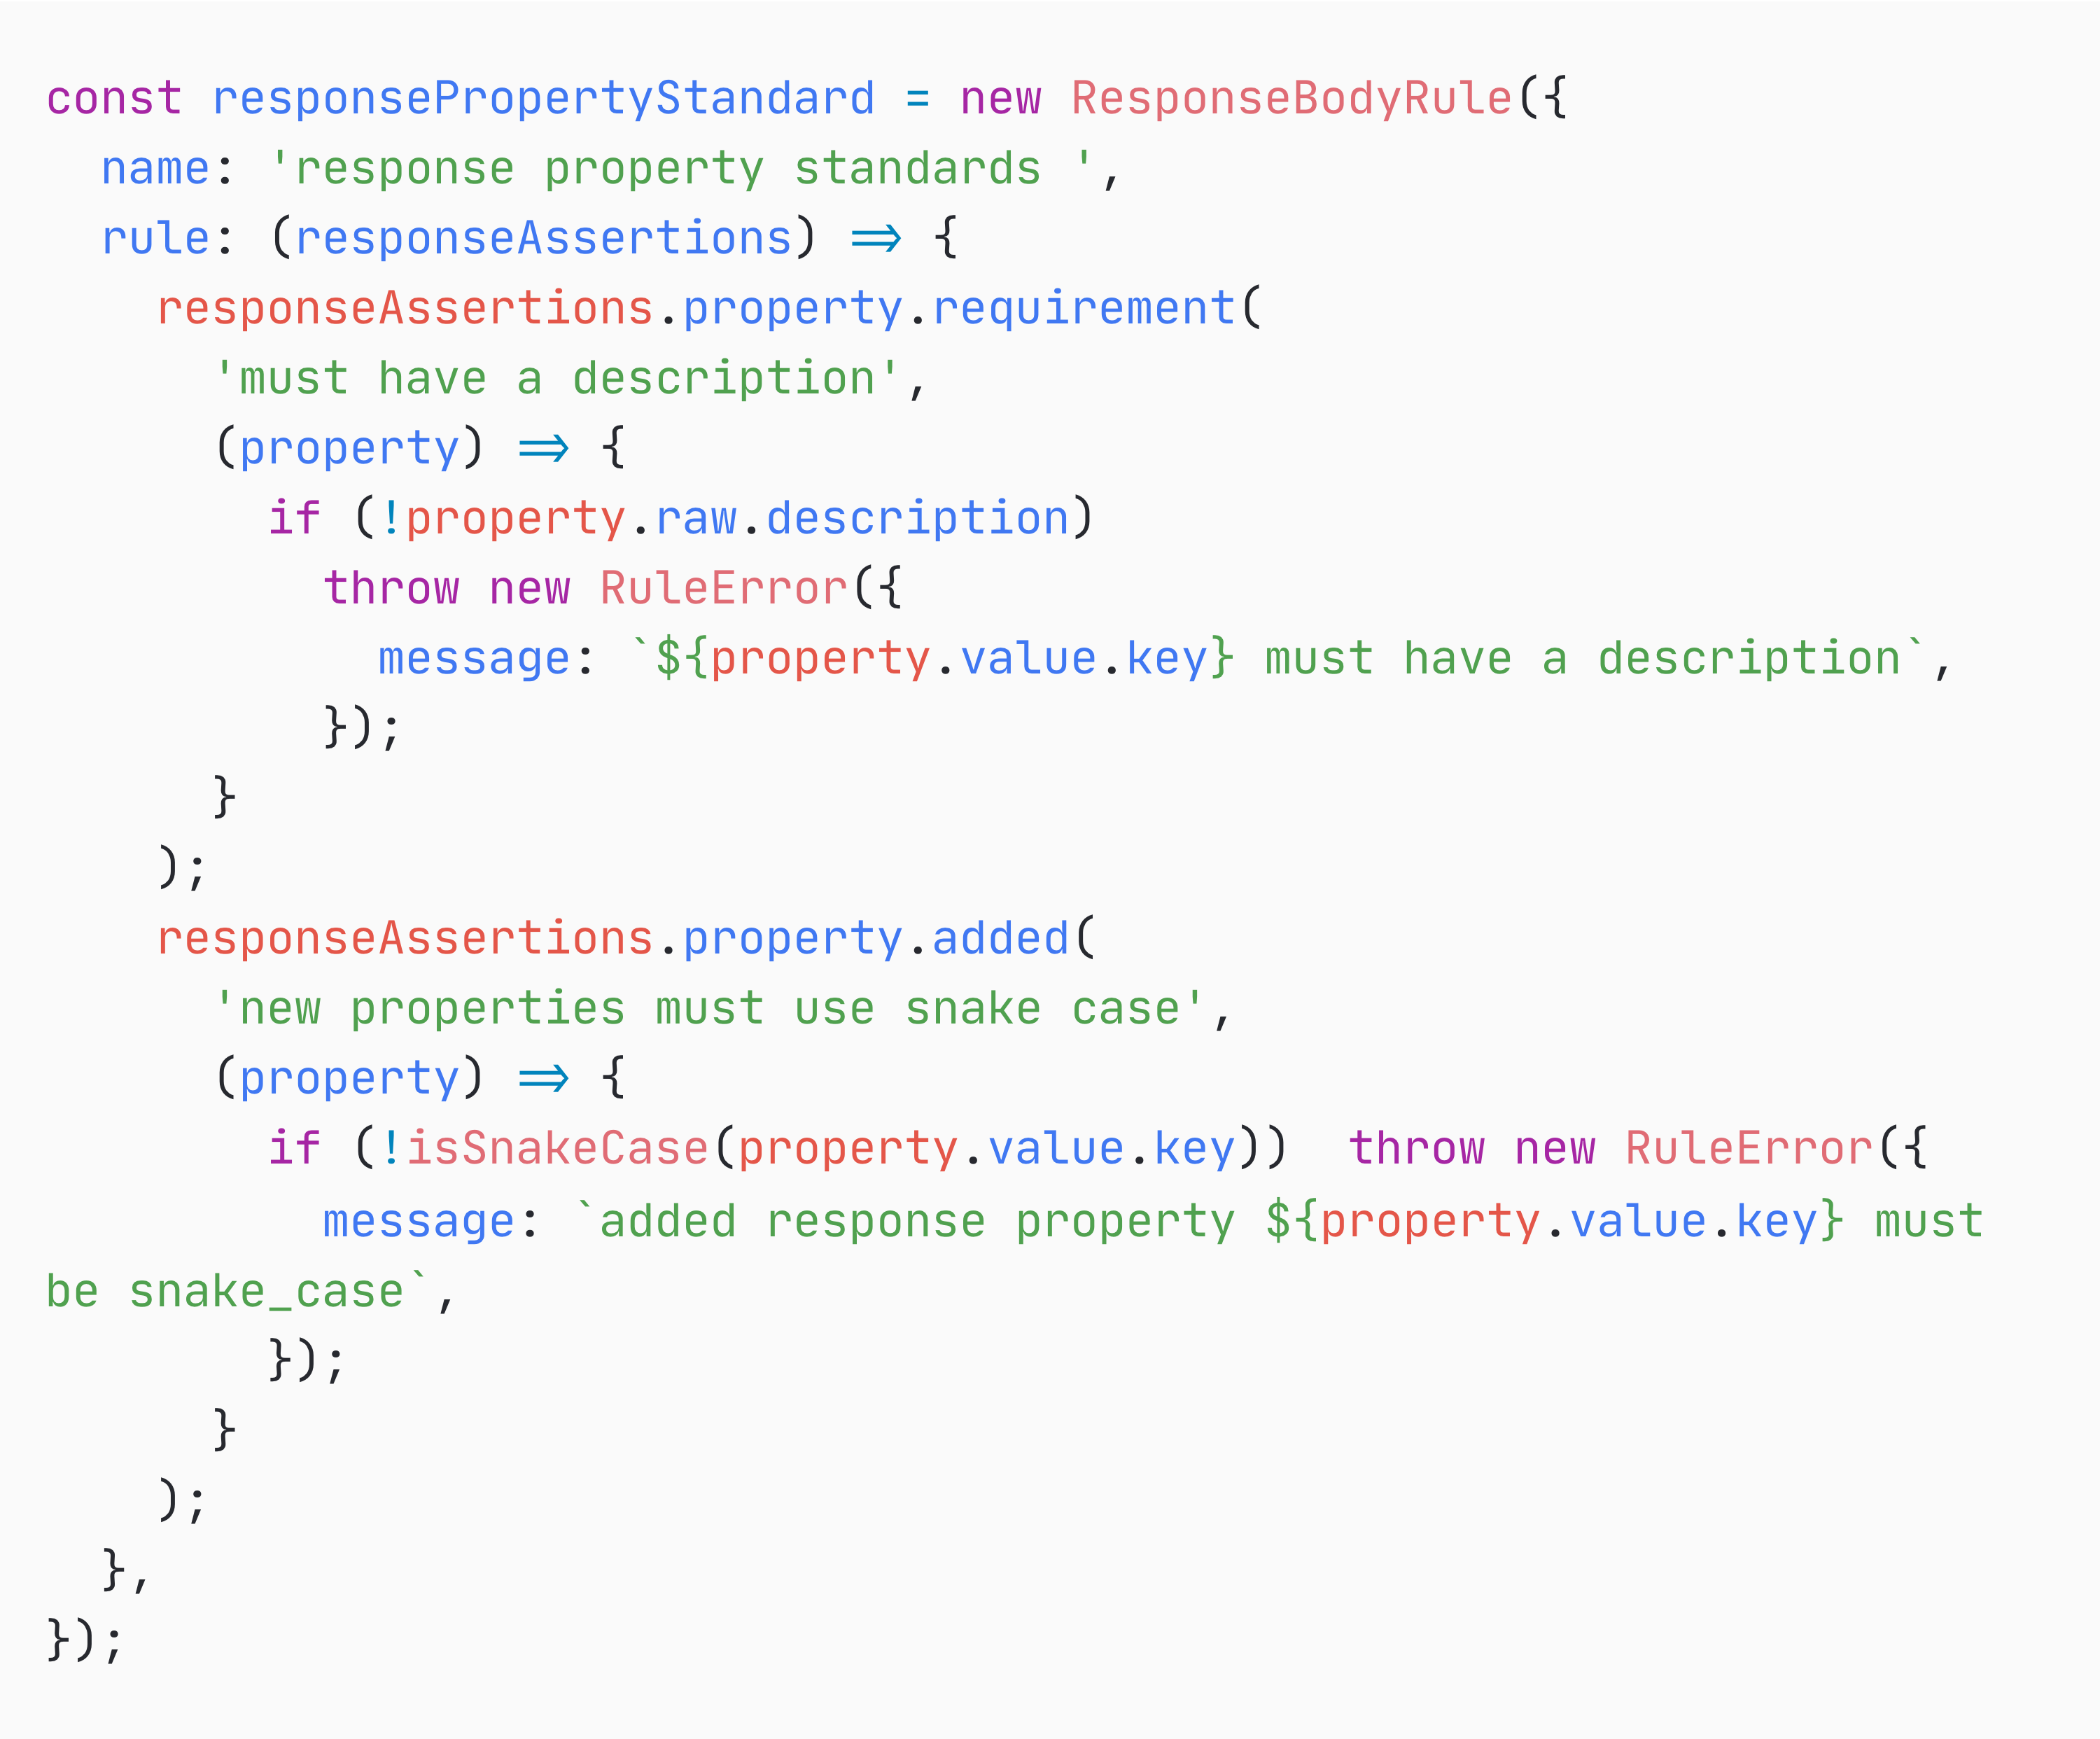 const responsePropertyStandard = new ResponseBodyRule({
  name: 'response property standards ',
  rule: (responseAssertions) => {
    responseAssertions.property.requirement(
      'must have a description',
      (property) => {
        if (!property.raw.description)
          throw new RuleError({
            message: `${property.value.key} must have a description`,
          });
      }
    );
    responseAssertions.property.added(
      'new properties must use snake case',
      (property) => {
        if (!isSnakeCase(property.value.key))  throw new RuleError({
          message: `added response property ${property.value.key} must
be snake_case`,
        });
      }
    );
  },
});